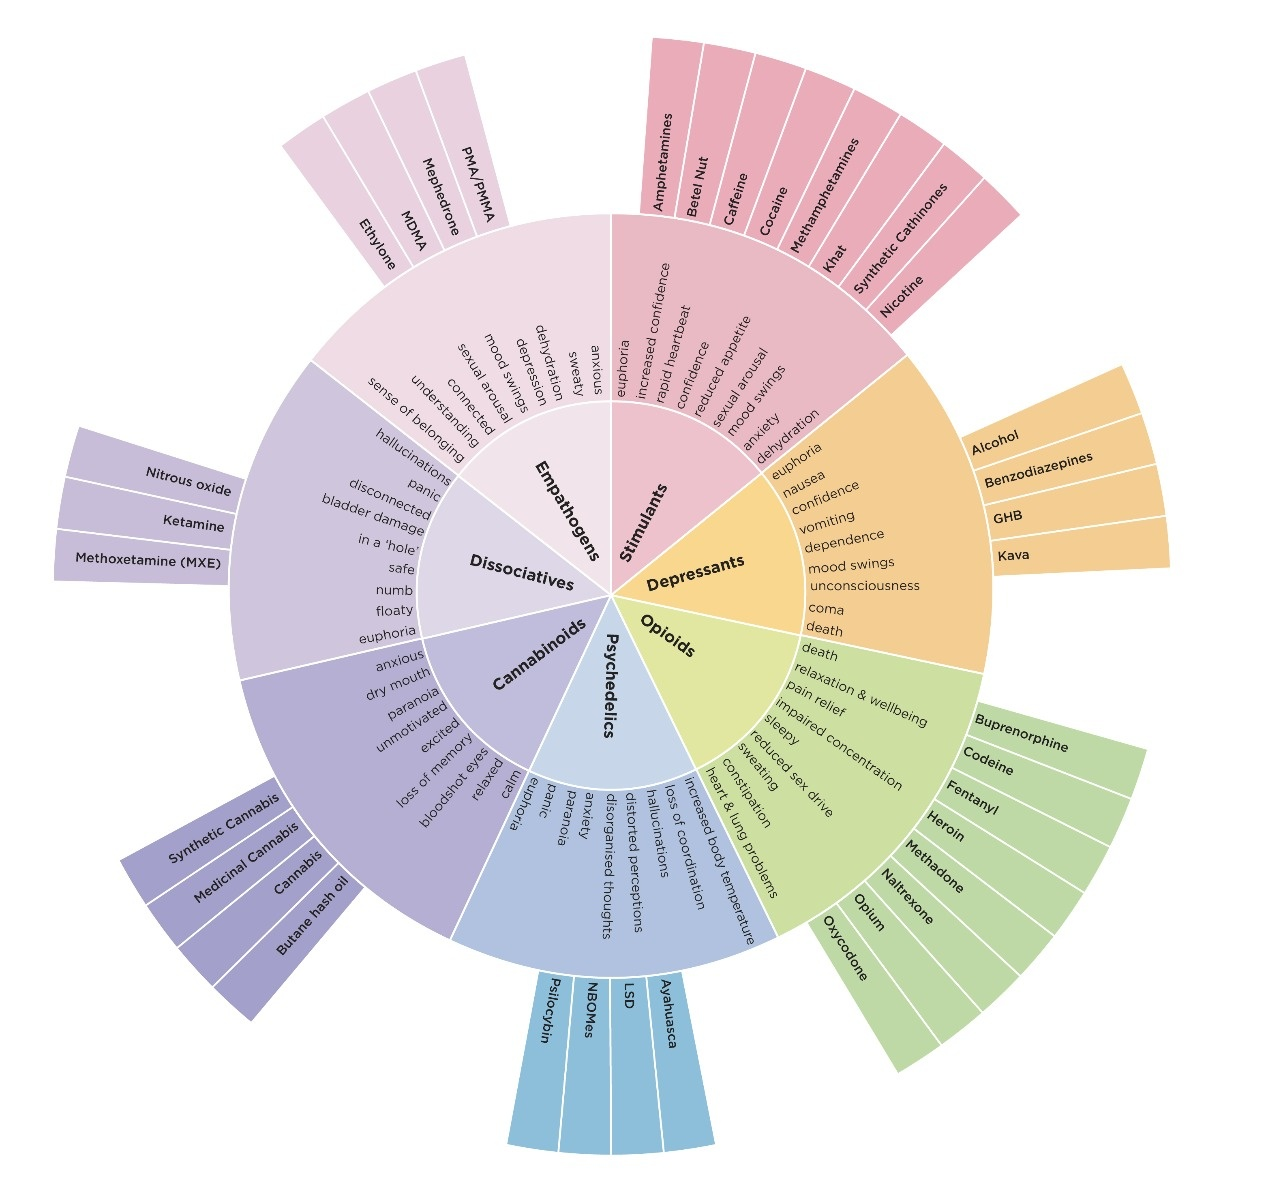 Stimulants
euphoria
increased confidence
rapid heartbeat
confidence
reduced appetite
sexual arousal
mood swings
anxiety
dehydration
Amphetamines
Betel Nut
Caffeine
Cocaine
Methamphetamines
Khat
Synthetic Cathinones
Nicotine
Depressants
euphoria
nausea
confidence
vomiting
dependence
mood swings
unconsciousness
coma
death
Alcohol
Benzodiazepines
GHB
Kava
Opioids
death
relaxation & wellbeing
pain relief
impaired concentration
sleepy
reduced sex drive
sweating
constipation
heart & lung problems
Buprenorphine
Codeine
Fentanyl
Heroin
Methadone
Naltrexone
Opium
Oxycodone
Psychedelics
increased body temperature
loss of coordination
hallucinations
distorted perceptions
disorganised thoughts
anxiety
paranoia
panic
euphoria
Ayahuasca
LSD
NBOMes
Psilocybin
Cannabinoids
calm
relaxed
bloodshot eyes
loss of memory
excited
unmotivated
paranoia
dry mouth
anxious
Butane hash oil
Cannabis
Medicinal Cannabis
Synthetic Cannabis
Dissociatives
euphoria
floaty
numb
safe
in a 'hole'
bladder damage
disconnected
panic
hallucinations
Methoxetamine (MXE)
Ketamine
Nitrous oxide
Empathogens
sense of belonging
understanding
connected
sexual arousal
mood swings
depression
dehydration
sweaty
anxious
Ethylone
MDMA
Mephedrone
PMA/PMMA